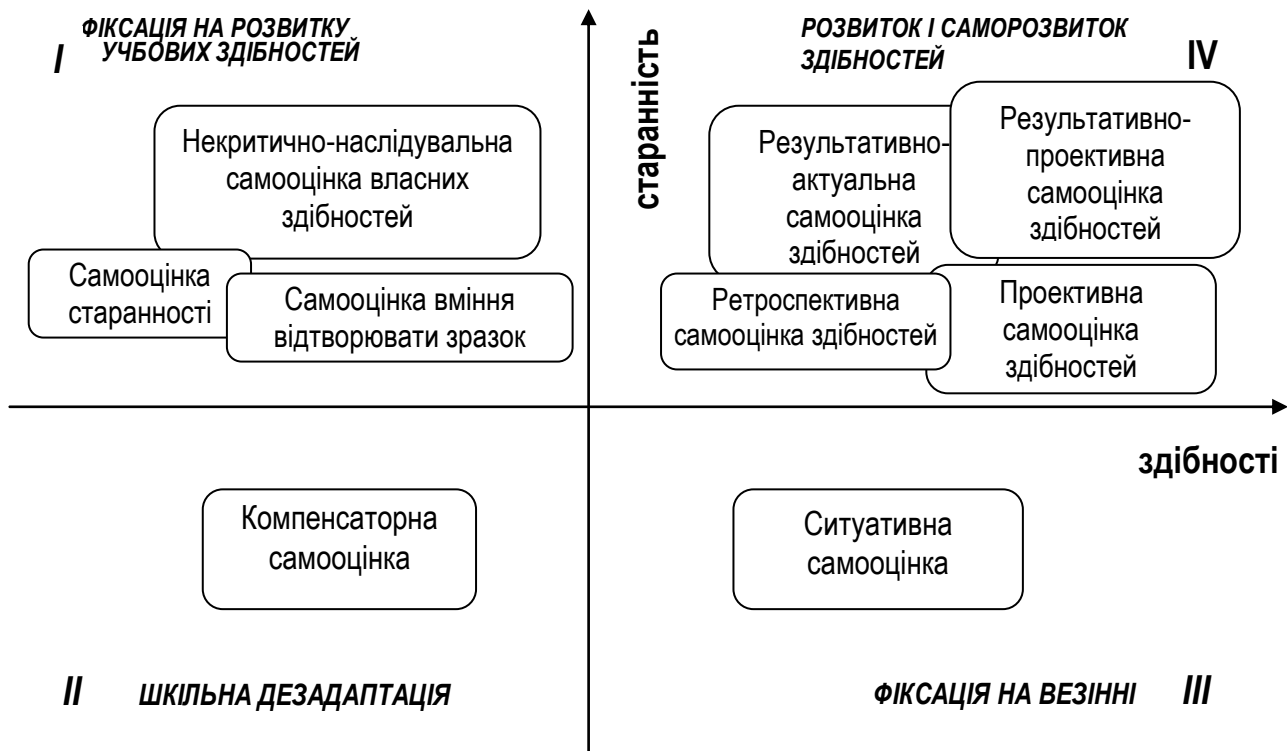 ФІКСАЦІЯ НА РОЗВИТКУ
УЧБОВИХ ЗДІБНОСТЕЙ
I
Некритично-наслідувальна
самооцінка власних
здібностей
Самооцінка
старанності
Самооцінка вміння
відтворювати зразок
старанність
РОЗВИТОК І САМОРОЗВИТОК
ЗДІБНОСТЕЙ
IV
Результативно-
актуальна
самооцінка
здібностей
Результативно-
проективна
самооцінка
здібностей
Ретроспективна
самооцінка здібностей
Проективна
самооцінка
здібностей
здібності
Компенсаторна
самооцінка
Ситуативна
самооцінка
II ШКІЛЬНА ДЕЗАДАПТАЦІЯ
ФІКСАЦІЯ НА ВЕЗІННІ III